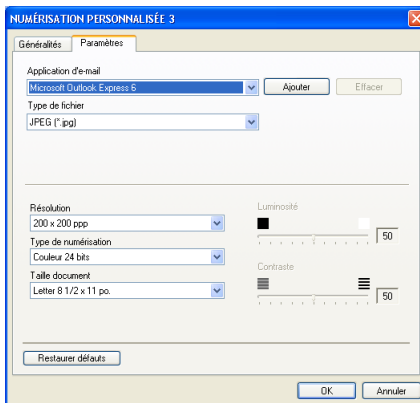 NUMÉRISATION PERSONNALISÉE 3
Généralités
Paramètres
Application d'e-mail
Microsoft Outlook Express 6
Ajouter
Effacer
Type de fichier
JPEG (*.jpg)
Résolution
200 x 200 ppp
Type de numérisation
Couleur 24 bits
Taille document
Letter 8 1/2 x 11 po.
Luminosité
50
Contraste
50
Restaurer défauts
OK
Annuler